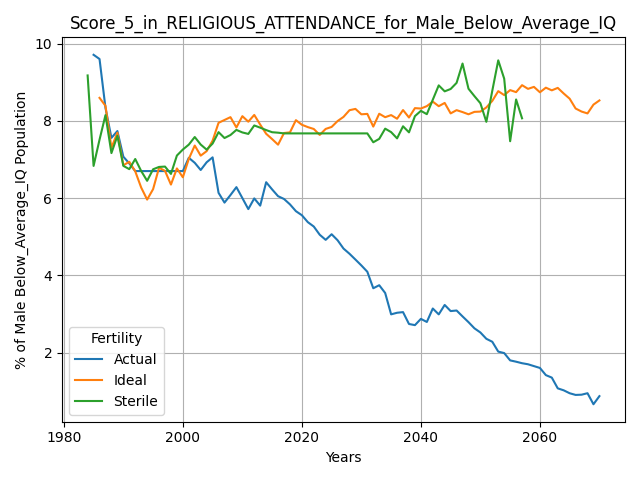 Score_5_in_RELIGIOUS_ATTENDANCE_for_Male_Below_Average_IQ
% of Male Below_Average_IQ Population
10
8
6
4
2
Fertility
Actual
Ideal
Sterile
1980 2000 2020 2040 2060
Years